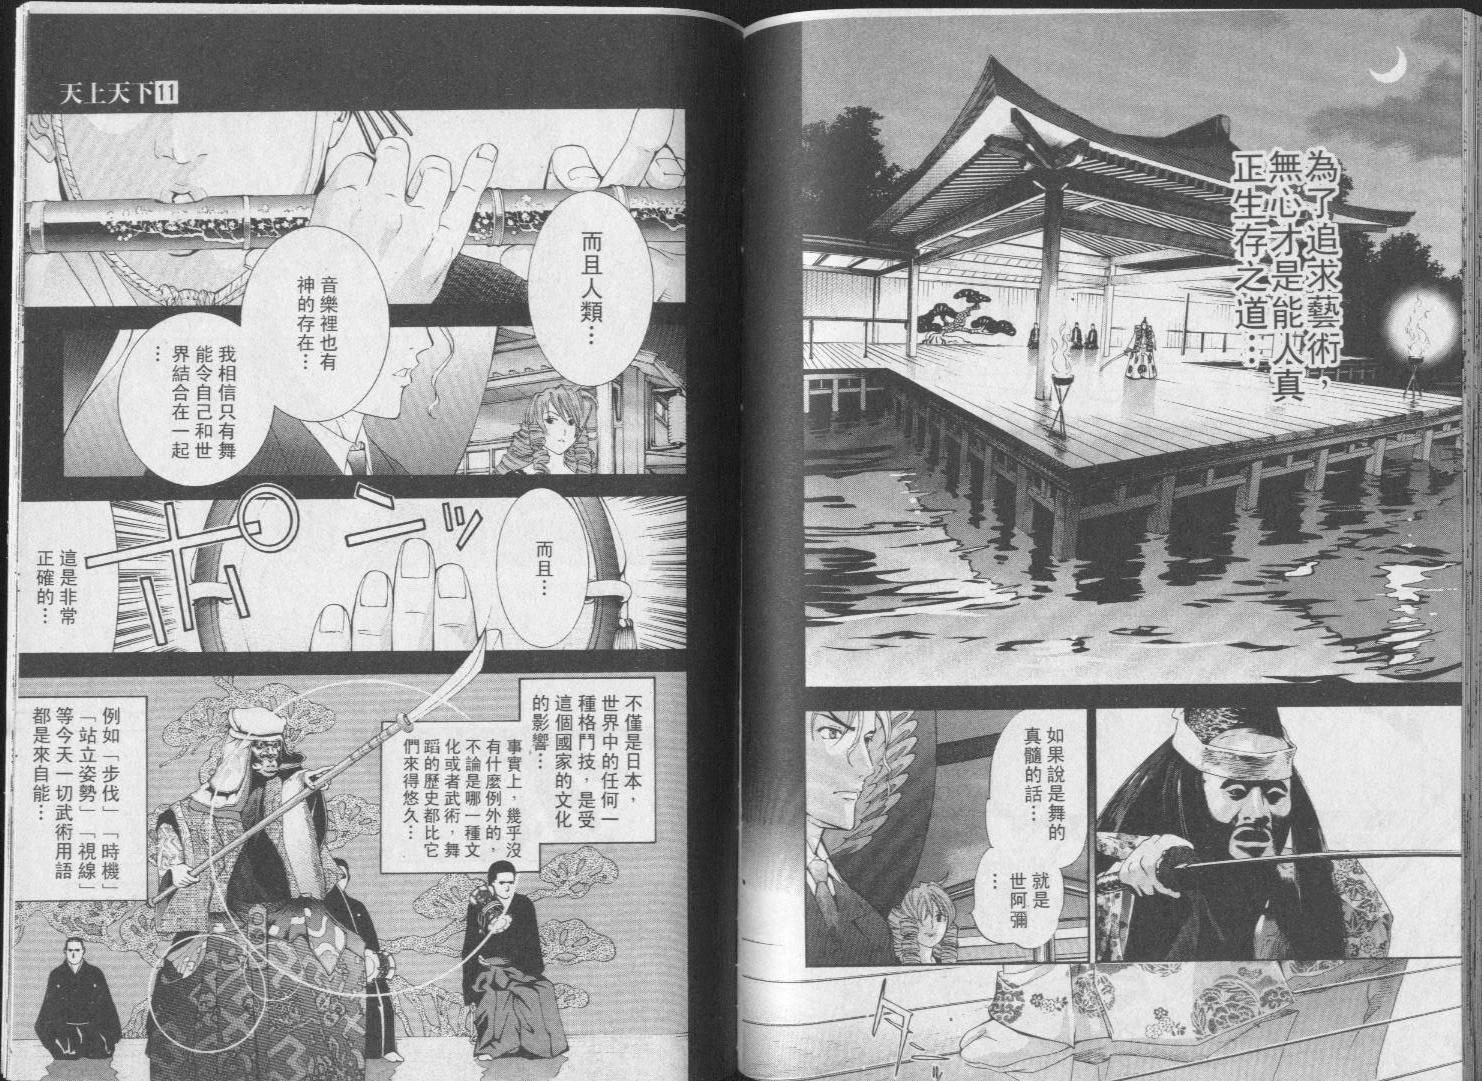 為了追求藝術，
無心才是能人真
正生存之道…
如果說是舞的
真髓的話…
就是
世阿彌
…
天上天下11
而且人類…
音樂裡也有
神的存在…
我相信只有舞
能令自己和世
界結合在一起
…
而且…
這是非常
正確的…
不僅是日本，
世界中的任何一
種格鬥技，是受
這個國家的文化
的影響…
事實上，幾乎沒
有什麼例外的，
不論是哪一種文
化或者武術，舞
蹈的歷史都比它
們來得悠久…
例如「步伐」「時機」
「站立姿勢」「視線」
等今天一切武術用語
都是來自能…